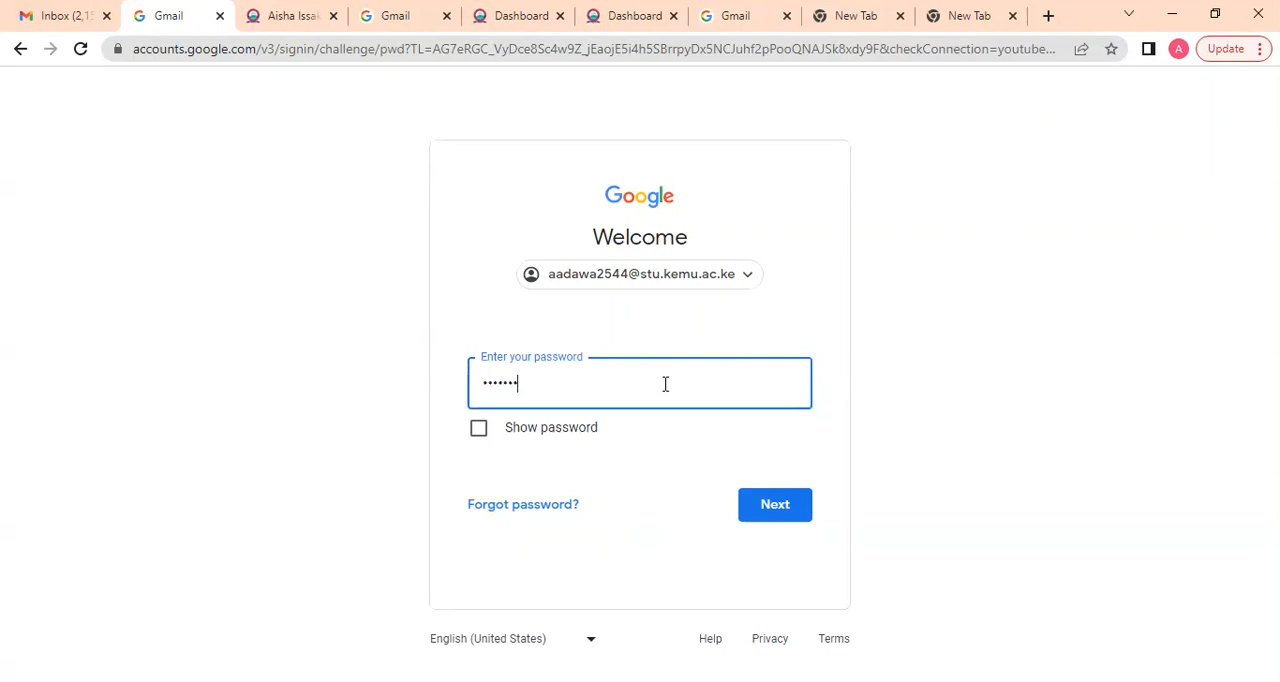 Inbox (2,15
Gmail
Aisha Issak
Gmail
Dashboard
Dashboard
Gmail
New Tab
New Tab
accounts.google.com/v3/signin/challenge/pwd?TL=AG7eRGC_VyDce8Sc4w9Z_jEaojE5i4h5SBrrpyDx5NCJuhf2pPooQNAJSk8xdy9F&checkConnection=youtube...
A
Update
Google
Welcome
aadawa2544@stu.kemu.ac.ke
Enter your password
•••••••
Show password
Forgot password?
Next
English (United States)
Help
Privacy
Terms